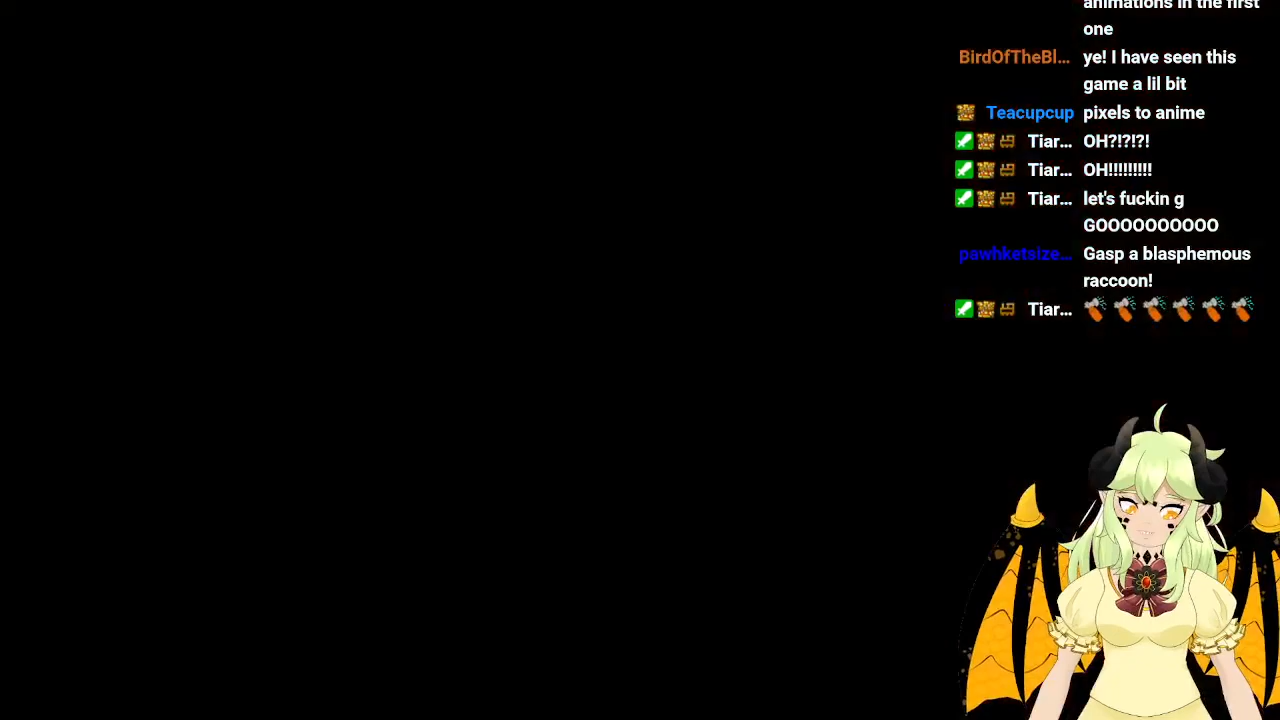 animations in the first
one
BirdOfTheBl... ye! I have seen this
game a lil bit
Teacupcup pixels to anime
Tiar... OH?!?!?!
Tiar... OH!!!!!!!!!
Tiar... let's fuckin g
GOOOOOOOOOO
pawhketsize... Gasp a blasphemous
raccoon!
Tiar...